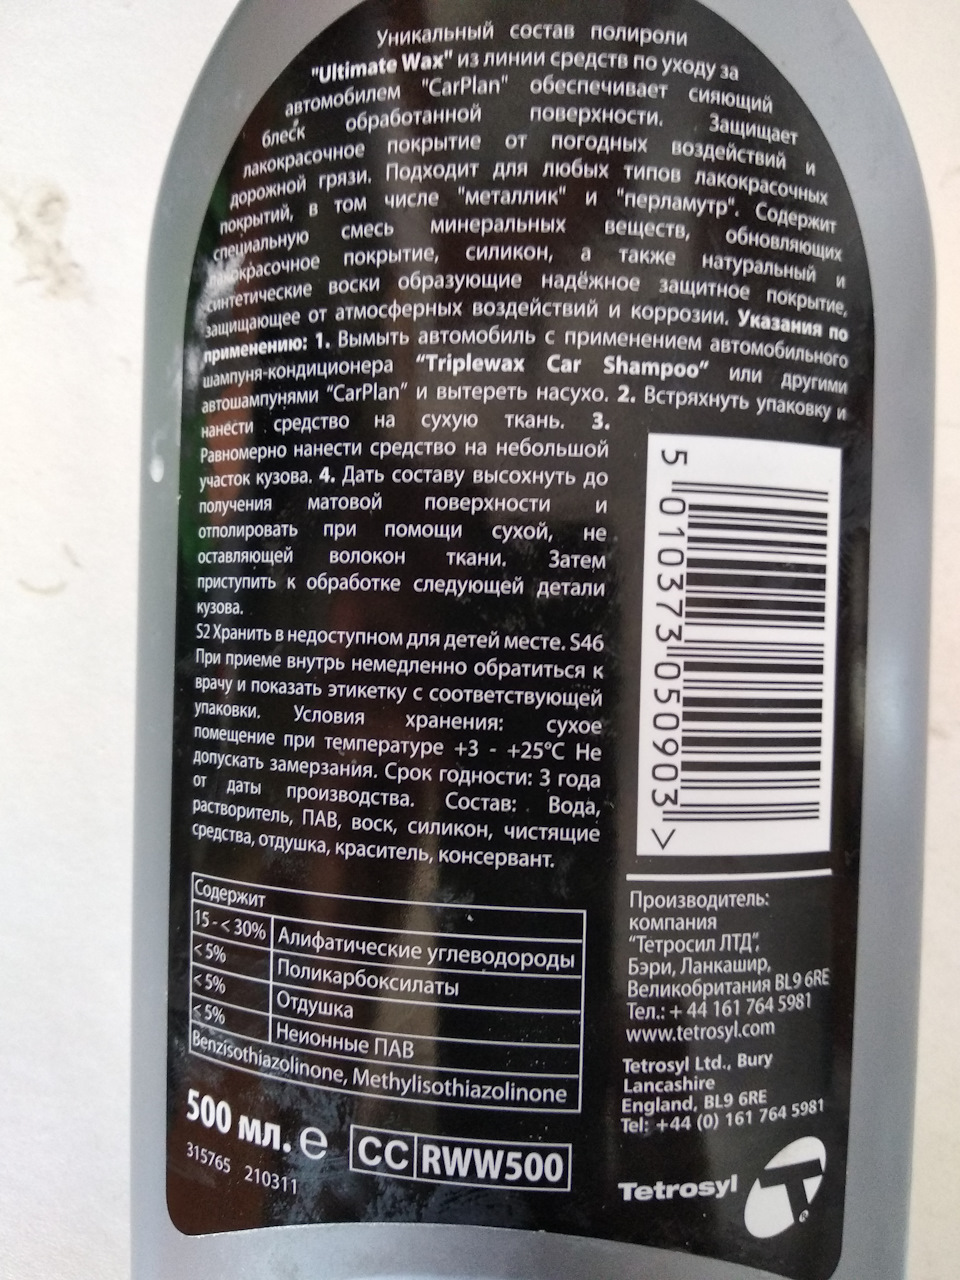 Уникальный состав полироли
"Ultimate Wax" из линии средств по уходу за
автомобилем "CarPlan" обеспечивает сияющий
блеск обработанной поверхности. Защищает
лакокрасочное покрытие от погодных воздействий и
дорожной грязи. Подходит для любых типов лакокрасочных
покрытий, в том числе "металлик" и "перламутр". Содержит
специальную смесь минеральных веществ, обновляющих
лакокрасочное покрытие, силикон, а также натуральный и
синтетические воски образующие надёжное защитное покрытие,
защищающее от атмосферных воздействий и коррозии. Указания по
применению: 1. Вымыть автомобиль с применением автомобильного
шампуня-кондиционера "Triplewax Car Shampoo" или другими
автошампунями "CarPlan" и вытереть насухо. 2. Встряхнуть упаковку и
нанести средство на сухую ткань. 3.
Равномерно нанести средство на небольшой
участок кузова. 4. Дать составу высохнуть до
получения матовой поверхности и
отполировать при помощи сухой, не
оставляющей волокон ткани. Затем
приступить к обработке следующей детали
кузова.
S2 Хранить в недоступном для детей месте. S46
При приеме внутрь немедленно обратиться к
врачу и показать этикетку с соответствующей
упаковки. Условия хранения: сухое
помещение при температуре +3 - +25°C Не
допускать замерзания. Срок годности: 3 года
от даты производства. Состав: Вода,
растворитель, ПАВ, воск, силикон, чистящие
средства, отдушка, краситель, консервант.
5 010373 050903 >
Содержит
15 - < 30% Алифатические углеводороды
< 5% Поликарбоксилаты
< 5% Отдушка
< 5% Неионные ПАВ
Benzisothiazolinone, Methylisothiazolinone
500 мл. e CC RWW500
315765 210311
Производитель:
компания
"Тетросил ЛТД",
Бэри, Ланкашир,
Великобритания BL9 6RE
Тел.: + 44 161 764 5981
www.tetrosyl.com
Tetrosyl Ltd., Bury
Lancashire
England, BL9 6RE
Tel: +44 (0) 161 764 5981
Tetrosyl